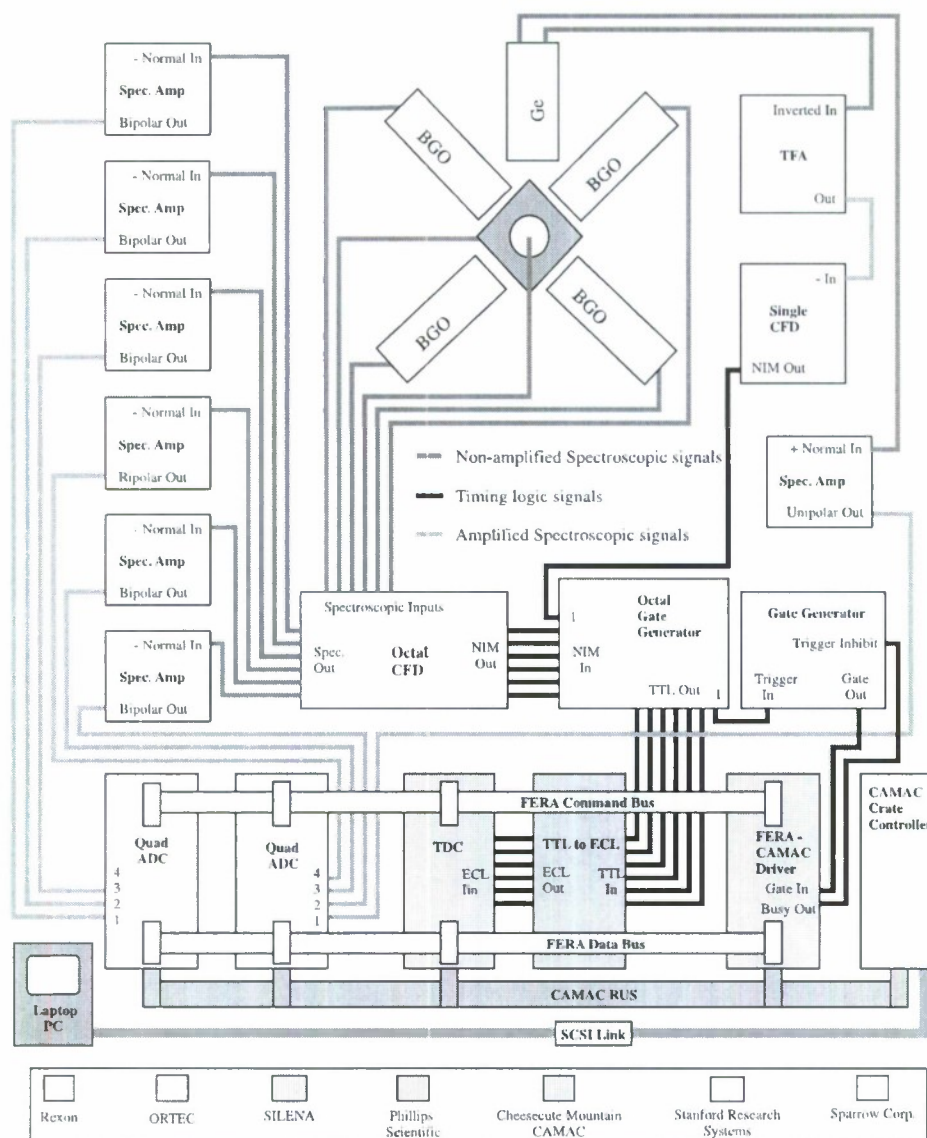 - Normal In
Spec. Amp
Bipolar Out
- Normal In
Spec. Amp
Bipolar Out
- Normal In
Spec. Amp
Bipolar Out
- Normal In
Spec. Amp
Ripolar Out
- Normal In
Spec. Amp
Bipolar Out
- Normal In
Spec. Amp
Bipolar Out
Ge
BGO
BGO
BGO
BGO
Inverted In
TFA
Out
- In
Single
CFD
NIM Out
+ Normal In
Spec. Amp
Unipolar Out
Non-amplified Spectroscopic signals
Timing logic signals
Amplified Spectroscopic signals
Spectroscopic Inputs
Spec.
Out
Octal
CFD
NIM
Out
Octal
Gate
Generator
1
NIM
In
TTL Out
1
Gate Generator
Trigger Inhibit
Trigger
In
Gate
Out
FERA Command Bus
Quad
ADC
4
3
2
1
Quad
ADC
4
3
2
1
TDC
ECL
Iin
TTL to ECL
ECL
Out
TTL
In
FERA -
CAMAC
Driver
Gate In
Busy Out
CAMAC
Crate
Controller
FERA Data Bus
CAMAC RUS
Laptop
PC
SCSI Link
Rexon
ORTEC
SILENA
Phillips
Scientific
Cheesecute Mountain
CAMAC
Stanford Research
Systems
Sparrow Corp.